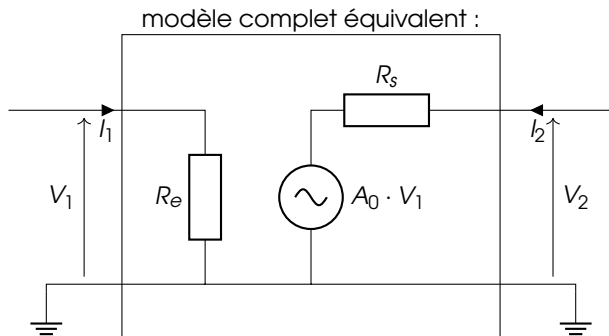 modèle complet équivalent :
R_s
I_1
I_2
V_1
R_e
A_0 · V_1
V_2